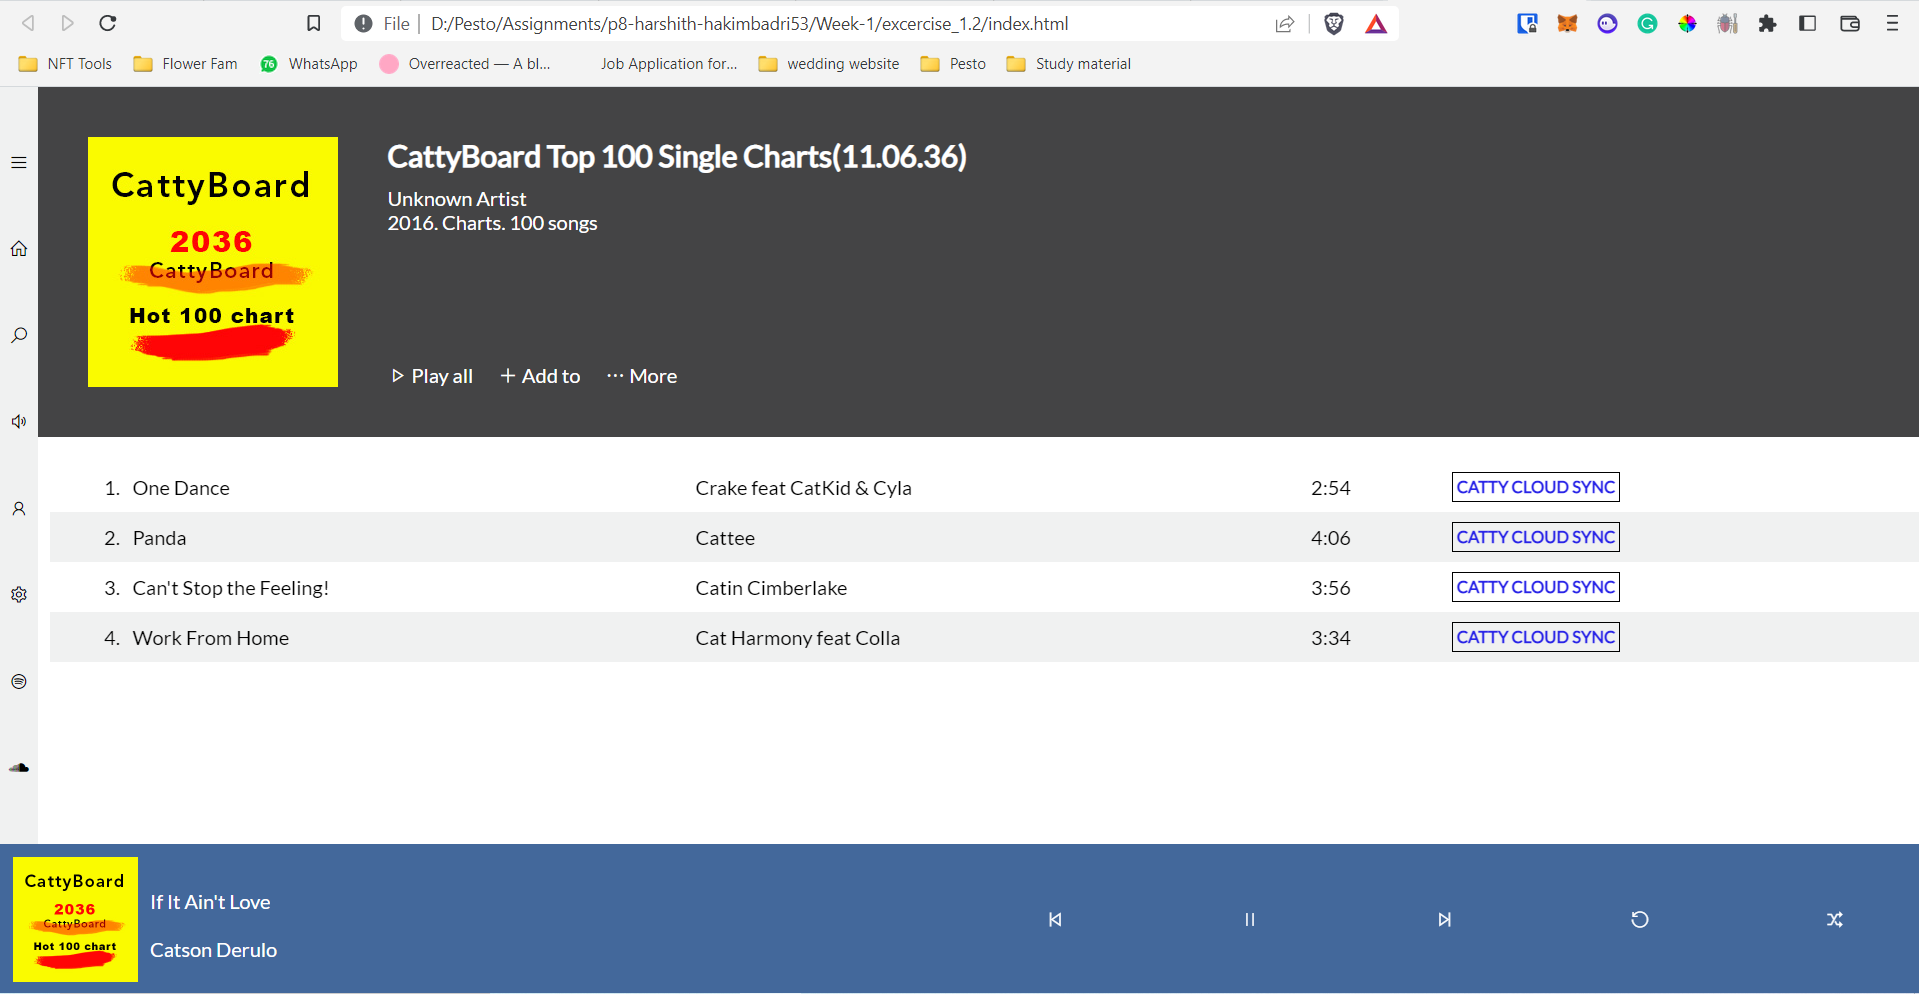 File D:/Pesto/Assignments/p8-harshith-hakimbadri53/Week-1/excercise_1.2/index.html
NFT Tools Flower Fam 76 WhatsApp Overreacted — A bl... Job Application for... wedding website Pesto Study material
CattyBoard
2036
CattyBoard
Hot 100 chart
CattyBoard Top 100 Single Charts(11.06.36)
Unknown Artist
2016. Charts. 100 songs
Play all Add to More
1. One Dance Crake feat CatKid & Cyla 2:54 CATTY CLOUD SYNC
2. Panda Cattee 4:06 CATTY CLOUD SYNC
3. Can't Stop the Feeling! Catin Cimberlake 3:56 CATTY CLOUD SYNC
4. Work From Home Cat Harmony feat Colla 3:34 CATTY CLOUD SYNC
CattyBoard
2036
CattyBoard
Hot 100 chart
If It Ain't Love
Catson Derulo